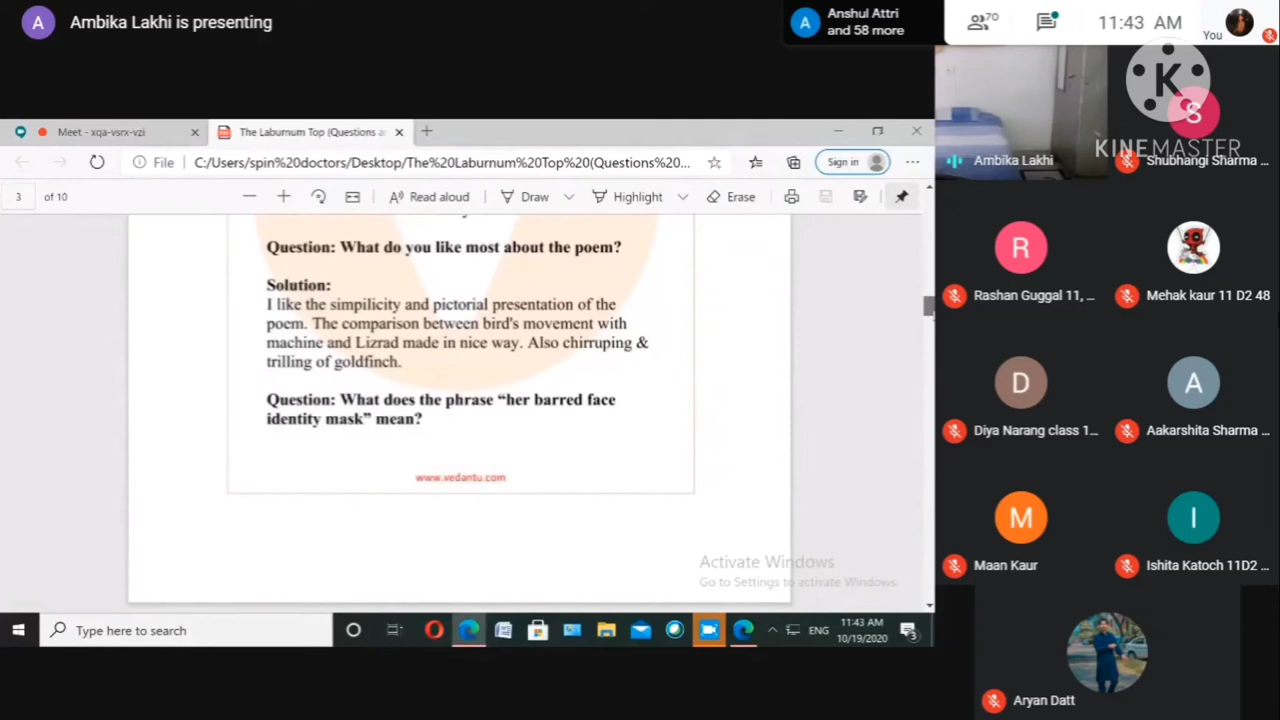 A Ambika Lakhi is presenting
A Anshul Attri
and 58 more
70
11:43 AM
You
Meet - xqa-vsrx-vzi
The Laburnum Top (Questions a
File C:/Users/spin%20doctors/Desktop/The%20Laburnum%20Top%20(Questions%20... Sign in
3 of 10 Read aloud Draw Highlight Erase
Question: What do you like most about the poem?
Solution:
I like the simpilicity and pictorial presentation of the
poem. The comparison between bird's movement with
machine and Lizrad made in nice way. Also chirruping &
trilling of goldfinch.
Question: What does the phrase “her barred face
identity mask” mean?
www.vedantu.com
Activate Windows
Go to Settings to activate Windows.
Type here to search
ENG
11:43 AM
10/19/2020
3
K
KINEMASTER
S
Ambika Lakhi
Shubhangi Sharma ...
R
Rashan Guggal 11, ...
Mehak kaur 11 D2 48
D
Diya Narang class 1...
A
Aakarshita Sharma ...
M
Maan Kaur
I
Ishita Katoch 11D2 ...
Aryan Datt